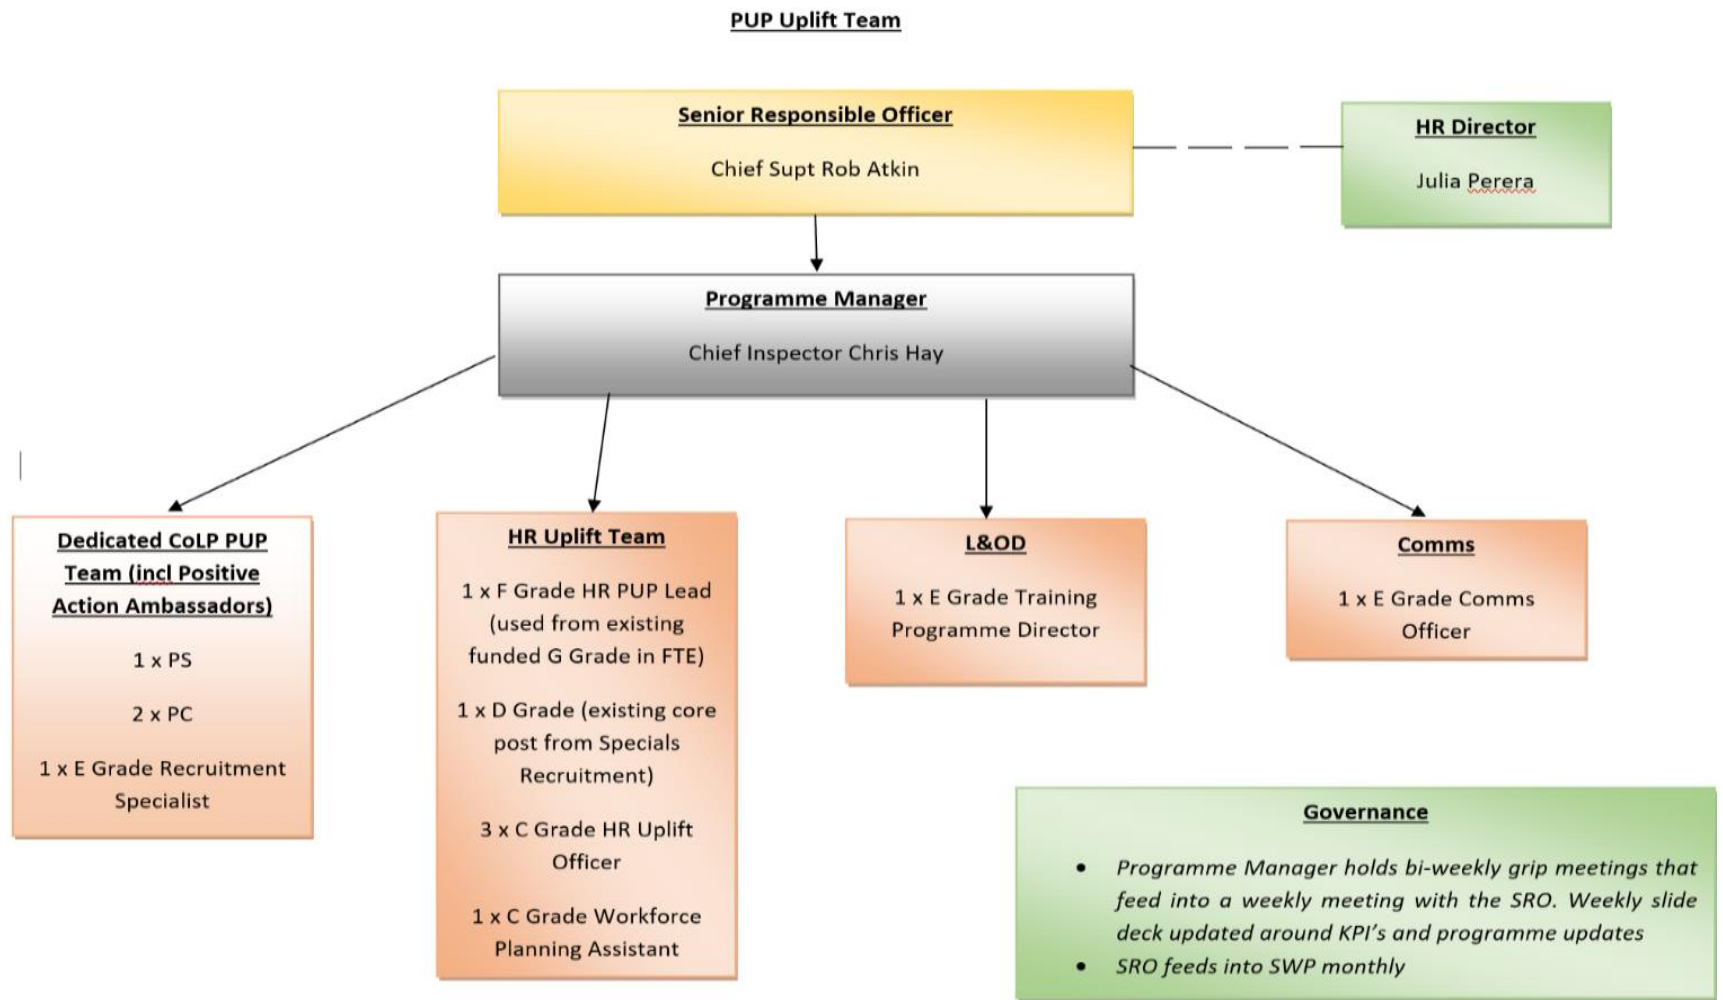 PUP Uplift Team
Senior Responsible Officer
Chief Supt Rob Atkin
HR Director
Julia Perera
Programme Manager
Chief Inspector Chris Hay
Dedicated CoLP PUP
Team (incl Positive
Action Ambassadors)
1 x PS
2 x PC
1 x E Grade Recruitment
Specialist
HR Uplift Team
1 x F Grade HR PUP Lead
(used from existing
funded G Grade in FTE)
1 x D Grade (existing core
post from Specials
Recruitment)
3 x C Grade HR Uplift
Officer
1 x C Grade Workforce
Planning Assistant
L&OD
1 x E Grade Training
Programme Director
Comms
1 x E Grade Comms
Officer
Governance
• Programme Manager holds bi-weekly grip meetings that
feed into a weekly meeting with the SRO. Weekly slide
deck updated around KPI's and programme updates
• SRO feeds into SWP monthly